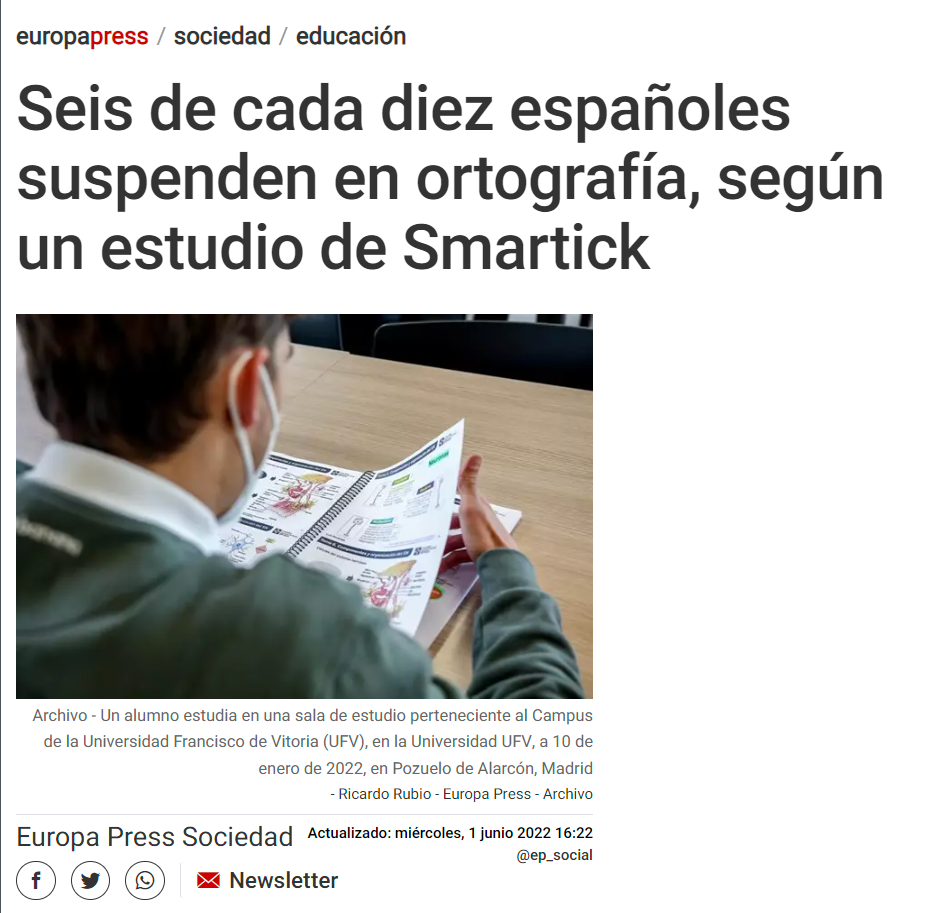 europapress / sociedad / educación
Seis de cada diez españoles
suspenden en ortografía, según
un estudio de Smartick
Archivo - Un alumno estudia en una sala de estudio perteneciente al Campus
de la Universidad Francisco de Vitoria (UFV), en la Universidad UFV, a 10 de
enero de 2022, en Pozuelo de Alarcón, Madrid
- Ricardo Rubio - Europa Press - Archivo
Europa Press Sociedad
Actualizado: miércoles, 1 junio 2022 16:22
@ep_social
Newsletter